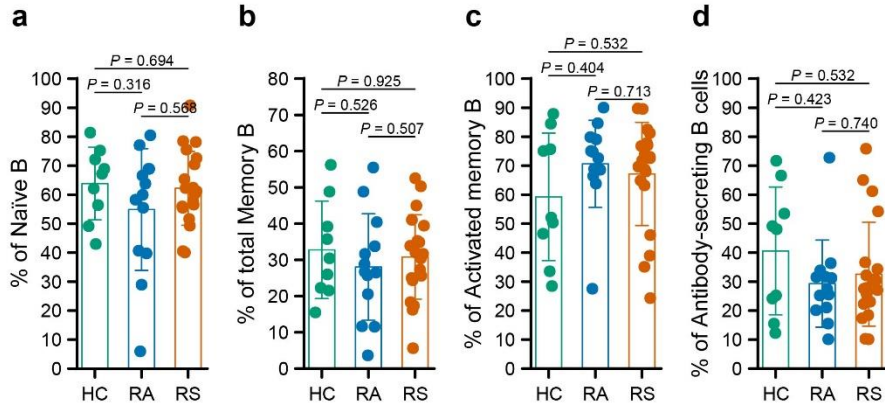 a
P = 0.694
P = 0.316
P = 0.568
% of Naïve B
100
90
80
70
60
50
40
30
20
10
0
HC RA RS
b
P = 0.925
P = 0.526
P = 0.507
% of total Memory B
80
70
60
50
40
30
20
10
0
HC RA RS
c
P = 0.532
P = 0.404
P = 0.713
% of Activated memory B
100
90
80
70
60
50
40
30
20
10
0
HC RA RS
d
P = 0.532
P = 0.423
P = 0.740
% of Antibody-secreting B cells
100
90
80
70
60
50
40
30
20
10
0
HC RA RS